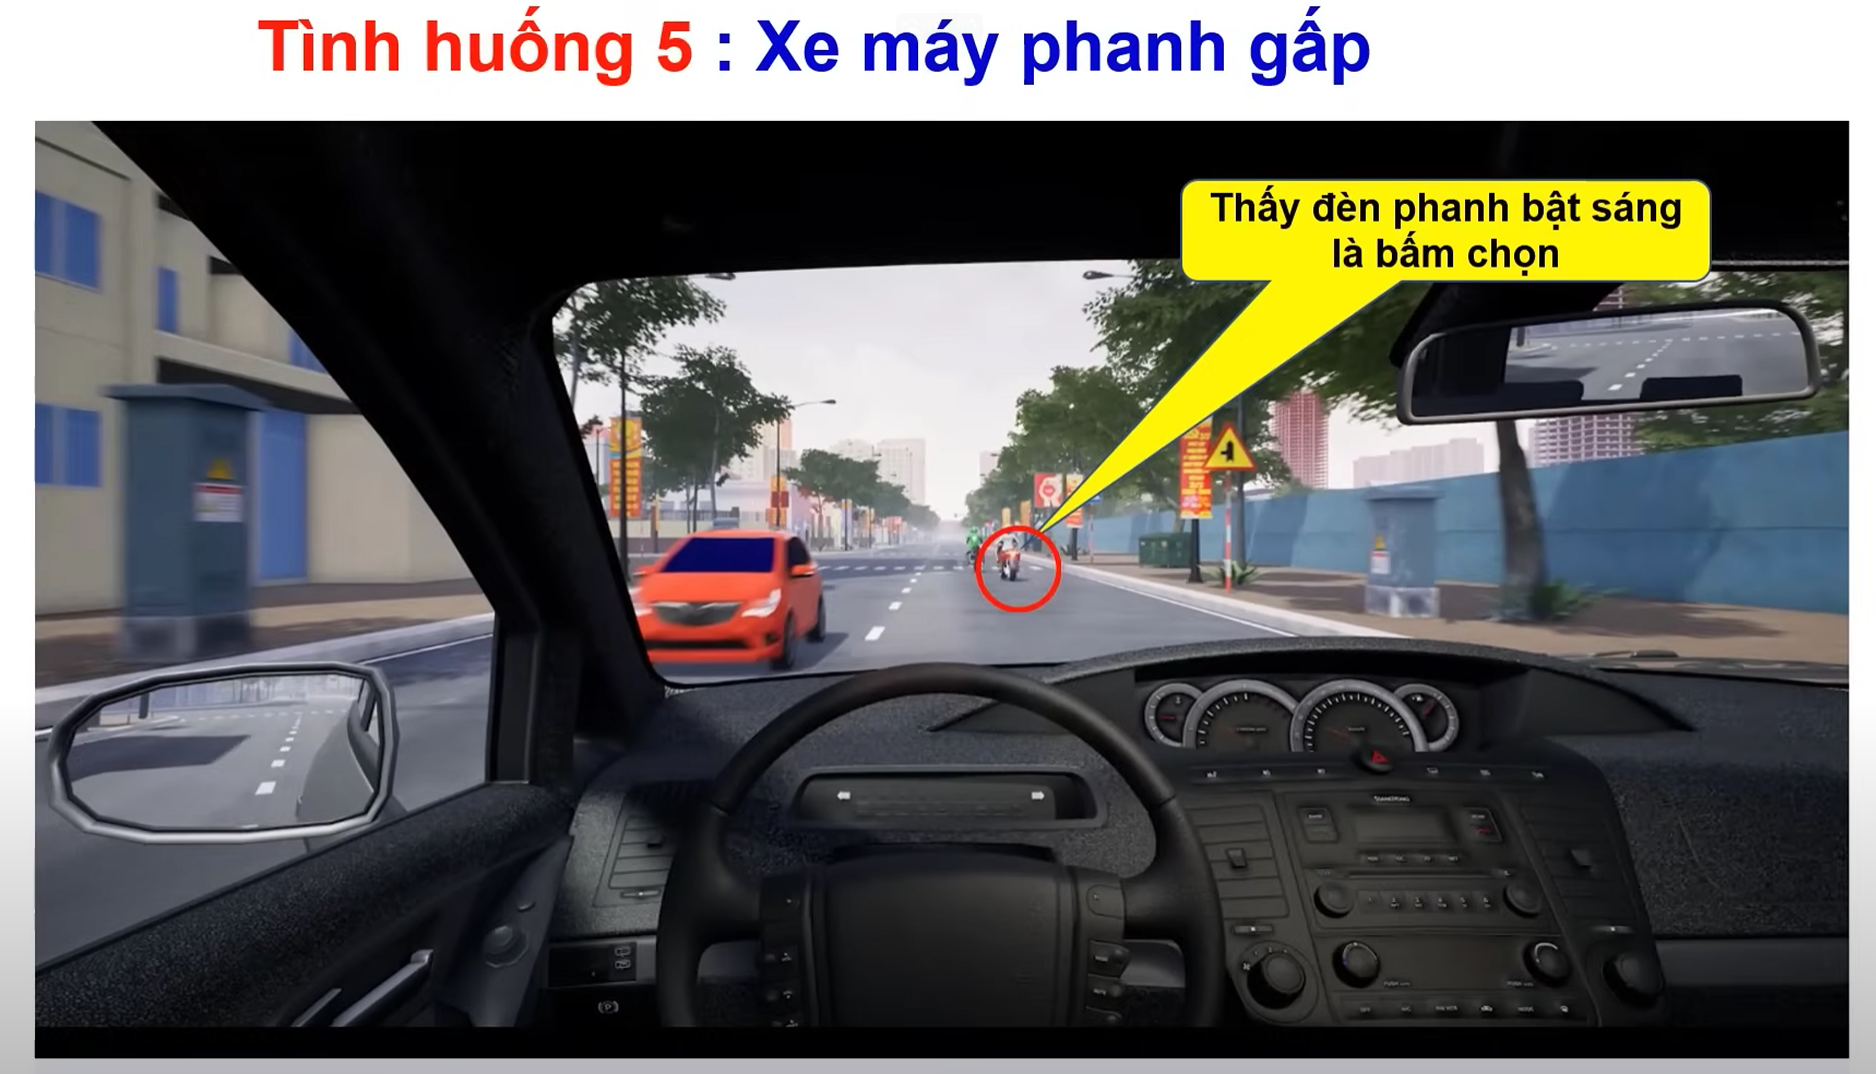 Tình huống 5 : Xe máy phanh gấp
Thấy đèn phanh bật sáng
là bấm chọn